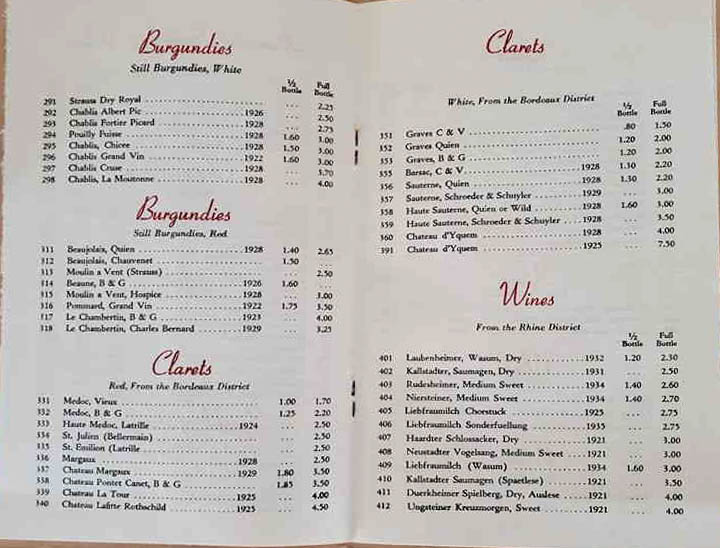 Burgundies
Still Burgundies, White
½ Bottle Full Bottle
291 Strauss Dry Royal ... 2.25
292 Chablis Albert Pic 1926 ... 2.50
293 Chablis Fortier Picard 1928 ... 2.75
294 Pouilly Fuisse 1928 1.60 3.00
295 Chablis, Chicee 1928 1.50 3.00
296 Chablis Grand Vin 1922 1.60 3.00
297 Chablis Cruse 1928 ... 3.70
298 Chablis, La Moutonne 1928 ... 4.00
Burgundies
Still Burgundies, Red
311 Beaujolais, Quien 1928 1.40 2.65
312 Beaujolais, Chauvenet 1.50
313 Moulin a Vent (Strauss) ... 2.50
314 Beaune, B & G 1926 1.60 ...
315 Moulin a Vent, Hospice 1928 ... 3.00
316 Pommard, Grand Vin 1922 1.75 3.50
317 Le Chambertin, B & G 1923 ... 4.00
318 Le Chambertin, Charles Bernard 1929 ... 3.25
Clarets
Red, From the Bordeaux District
331 Medoc, Vieux 1.00 1.70
332 Medoc, B & G 1.25 2.20
333 Haute Medoc, Latrille 1924 ... 2.50
334 St. Julien (Bellermain) ... 2.50
335 St. Emilion (Latrille ... 2.50
336 Margaux 1928 ... 2.50
337 Chateau Margaux 1929 1.80 3.50
338 Chateau Pontet Canet, B & G 1.85 3.50
339 Chateau La Tour 1925 ... 4.00
340 Chateau Lafitte Rothschild 1925 ... 4.50
Clarets
White, From the Bordeaux District
½ Bottle Full Bottle
351 Graves C & V .80 1.50
352 Graves Quien 1.20 2.00
353 Graves, B & G 1.20 2.00
355 Barsac, C & V 1928 1.30 2.20
356 Sauterne, Quien 1928 1.30 2.20
357 Sauterne, Schroeder & Schuyler 1929 ... 3.00
358 Haute Sauterne, Quien or Wild 1928 1.60 3.00
359 Haute Sauterne, Schroeder & Schuyler 1928 ... 3.50
360 Chateau d'Yquem 1928 ... 4.00
391 Chateau d'Yquem 1925 ... 7.50
Wines
From the Rhine District
½ Bottle Full Bottle
401 Laubenheimer, Wasum, Dry 1932 1.20 2.30
402 Kallstadter, Saumagen, Dry 1931 ... 2.50
403 Rudesheimer, Medium Sweet 1934 1.40 2.60
404 Niersteiner, Medium Sweet 1934 1.40 2.70
405 Liebfraumilch Chorstuck 1925 ... 2.75
406 Liebfraumilch Sonderfuellung 1935 ... 2.75
407 Haardter Schlossacker, Dry 1921 ... 3.00
408 Neustadter Vogelsang, Medium Sweet 1921 ... 3.00
409 Liebfraumilch (Wasum) 1934 1.60 3.00
410 Kallstadter Saumagen (Spaetlese) 1921 ... 3.50
411 Duerkheimer Spielberg, Dry, Auslese 1921 ... 4.00
412 Ungsteiner Kreuzmorgen, Sweet 1921 ... 4.00